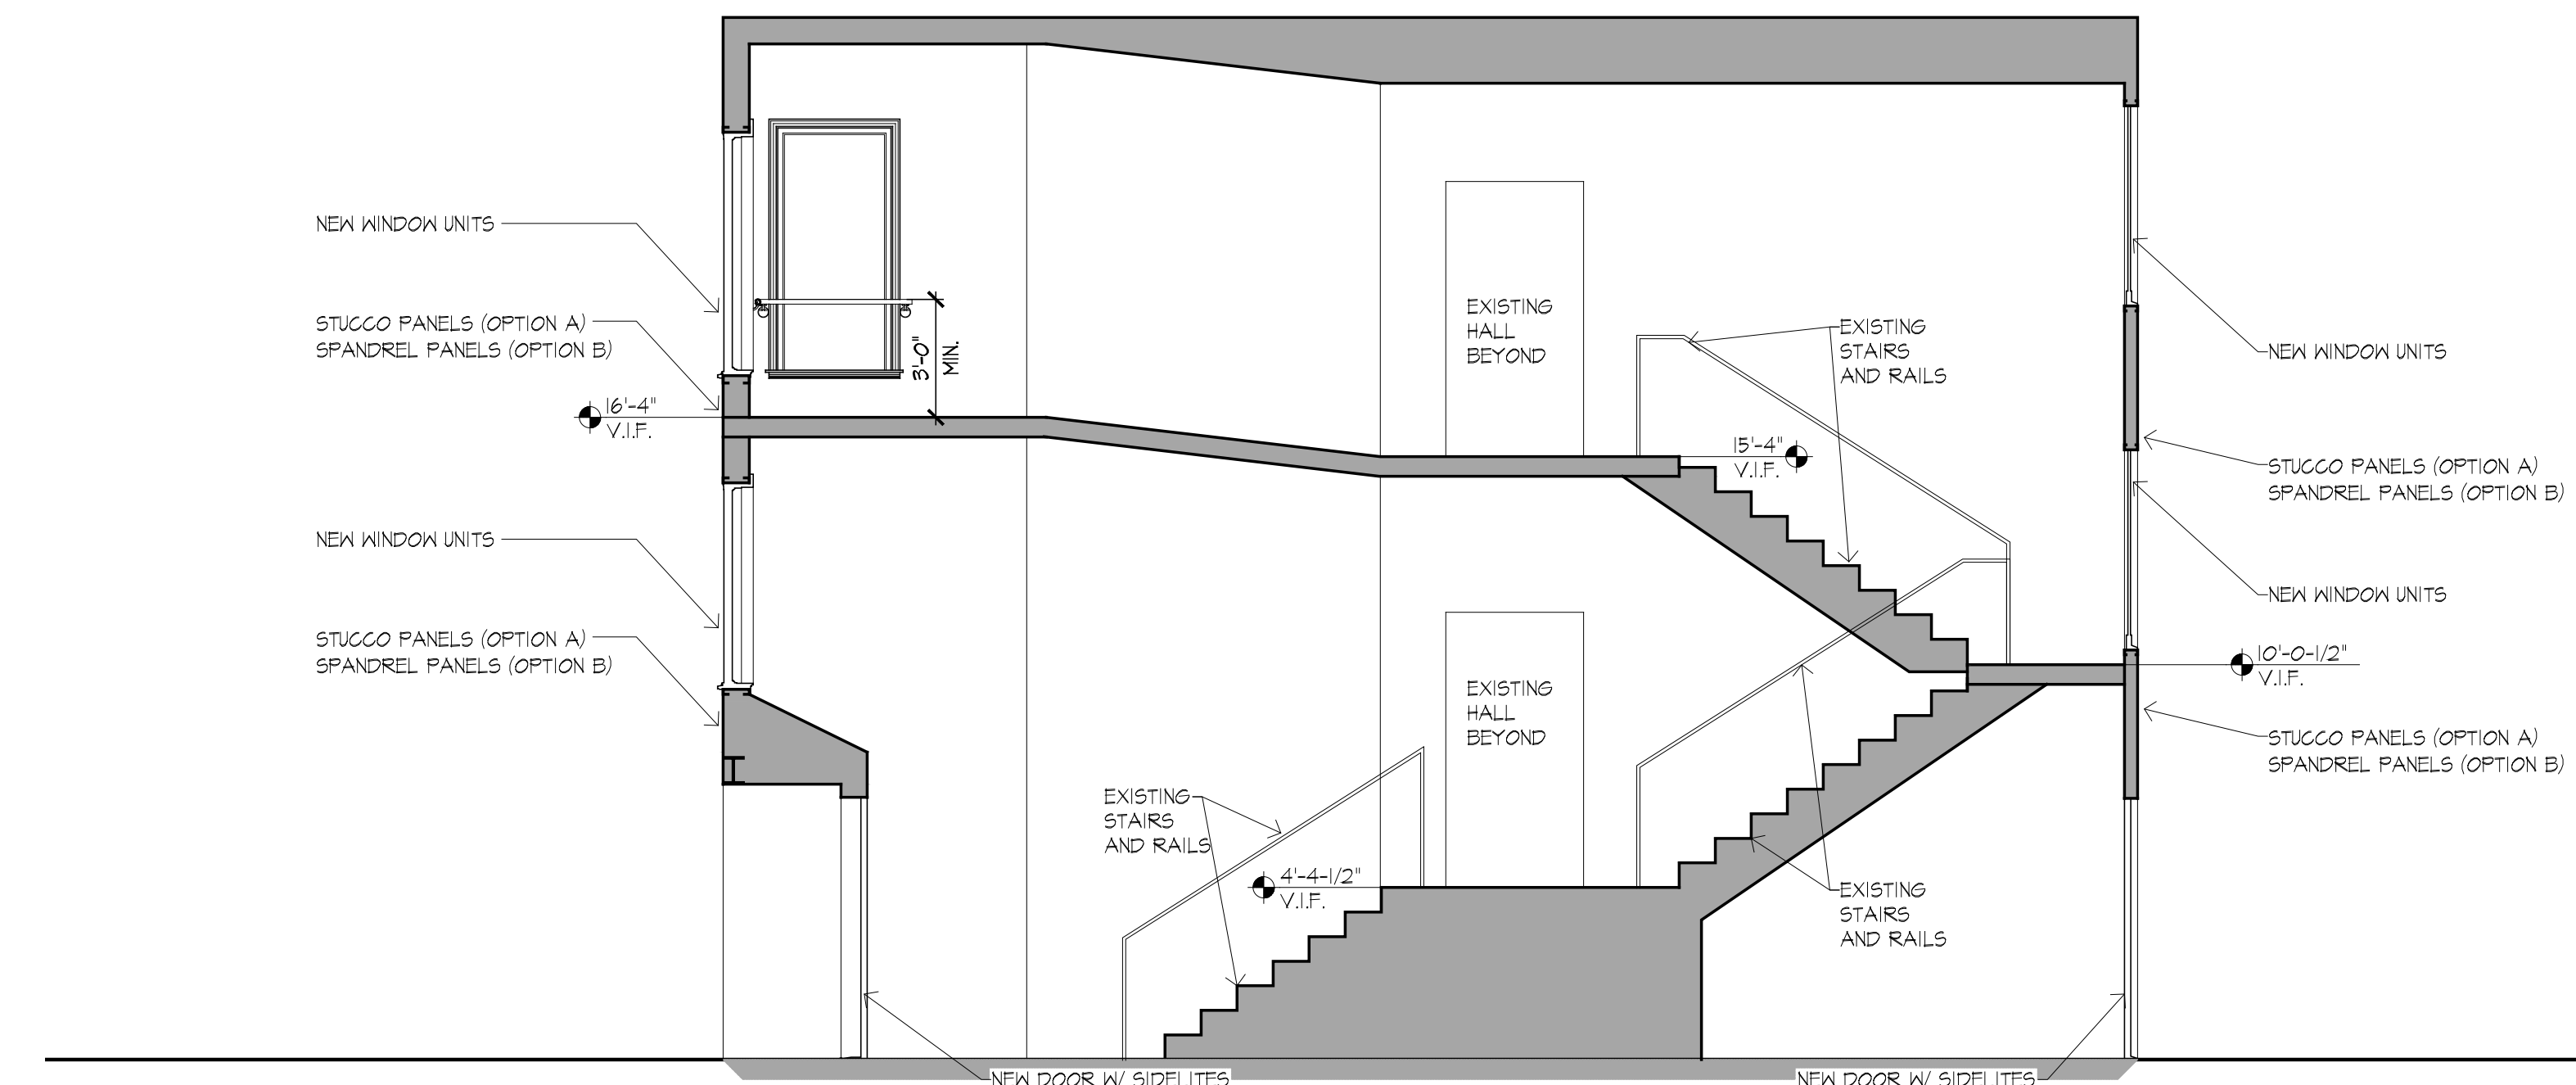 NEW WINDOW UNITS
STUCCO PANELS (OPTION A)
SPANDREL PANELS (OPTION B)
16'-4"
V.I.F.
NEW WINDOW UNITS
STUCCO PANELS (OPTION A)
SPANDREL PANELS (OPTION B)
3'-0"
MIN.
EXISTING
HALL
BEYOND
EXISTING
STAIRS
AND RAILS
15'-4"
V.I.F.
NEW WINDOW UNITS
STUCCO PANELS (OPTION A)
SPANDREL PANELS (OPTION B)
NEW WINDOW UNITS
10'-0-1/2"
V.I.F.
STUCCO PANELS (OPTION A)
SPANDREL PANELS (OPTION B)
EXISTING
HALL
BEYOND
EXISTING
STAIRS
AND RAILS
4'-4-1/2"
V.I.F.
EXISTING
STAIRS
AND RAILS
NEW DOOR W/ SIDELITES
NEW DOOR W/ SIDELITES